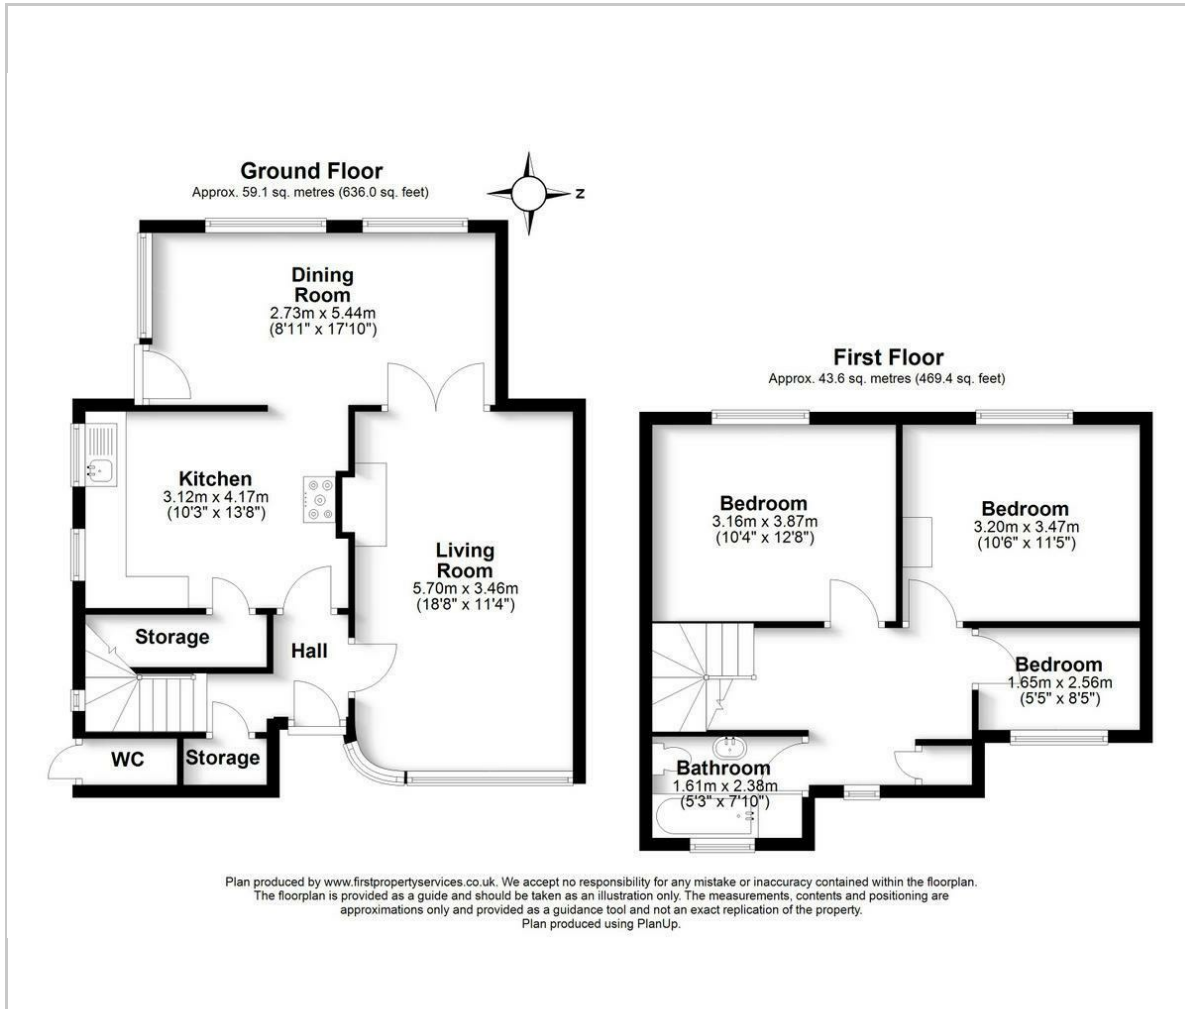 Ground Floor
Approx. 59.1 sq. metres (636.0 sq. feet)
N
Dining
Room
2.73m x 5.44m
(8'11" x 17'10")
Kitchen
3.12m x 4.17m
(10'3" x 13'8")
Living
Room
5.70m x 3.46m
(18'8" x 11'4")
Storage
Hall
WC
Storage
First Floor
Approx. 43.6 sq. metres (469.4 sq. feet)
Bedroom
3.16m x 3.87m
(10'4" x 12'8")
Bedroom
3.20m x 3.47m
(10'6" x 11'5")
Bedroom
1.65m x 2.56m
(5'5" x 8'5")
Bathroom
1.61m x 2.38m
(5'3" x 7'10")
Plan produced by www.firstpropertyservices.co.uk. We accept no responsibility for any mistake or inaccuracy contained within the floorplan.
The floorplan is provided as a guide and should be taken as an illustration only. The measurements, contents and positioning are
approximations only and provided as a guidance tool and not an exact replication of the property.
Plan produced using PlanUp.